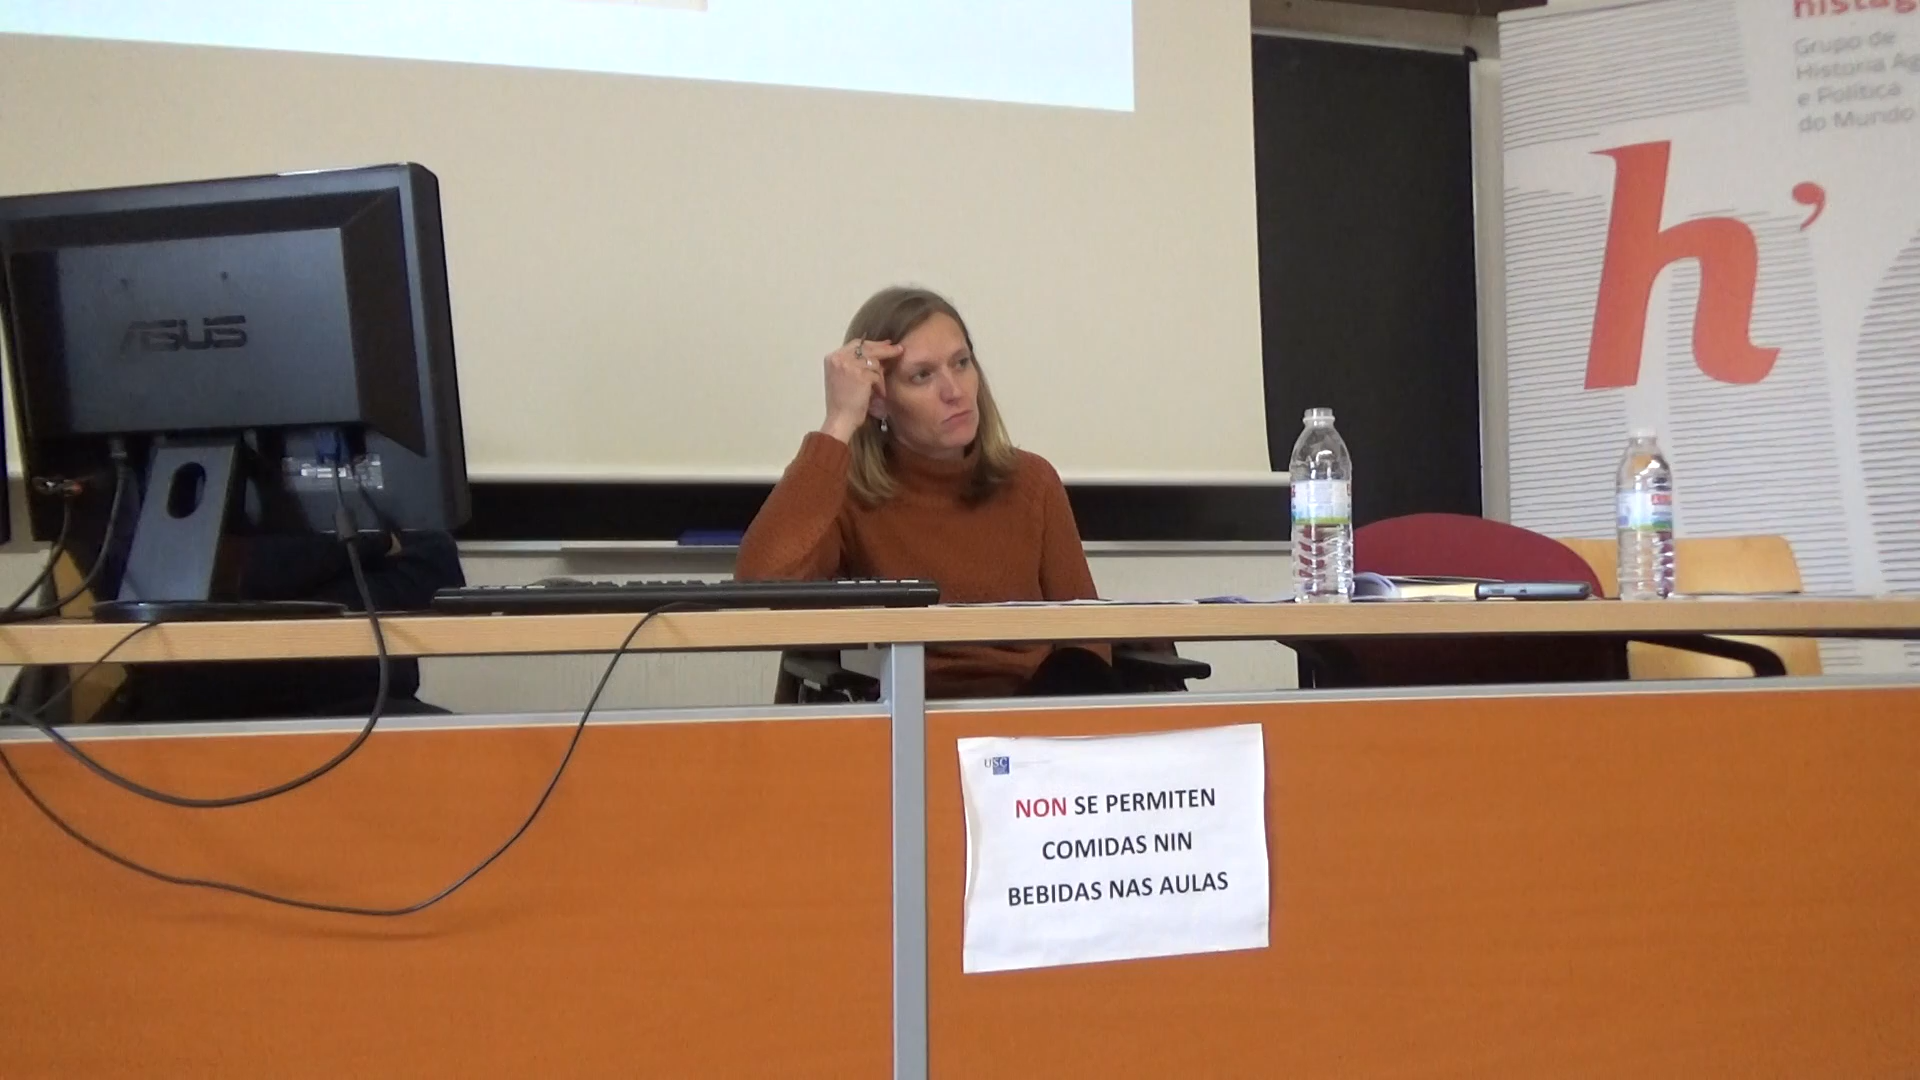 histag
Grupo de
Historia Ag
e Política
do Mundo
h'
ASUS
USC
NON SE PERMITEN
COMIDAS NIN
BEBIDAS NAS AULAS